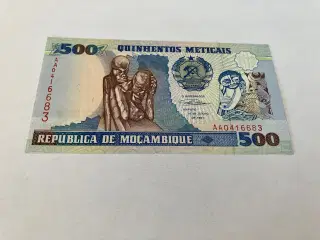 500 QUINHENTOS METICAIS
AA0416683
AA0416683
REPUBLICA DE MOÇAMBIQUE 500